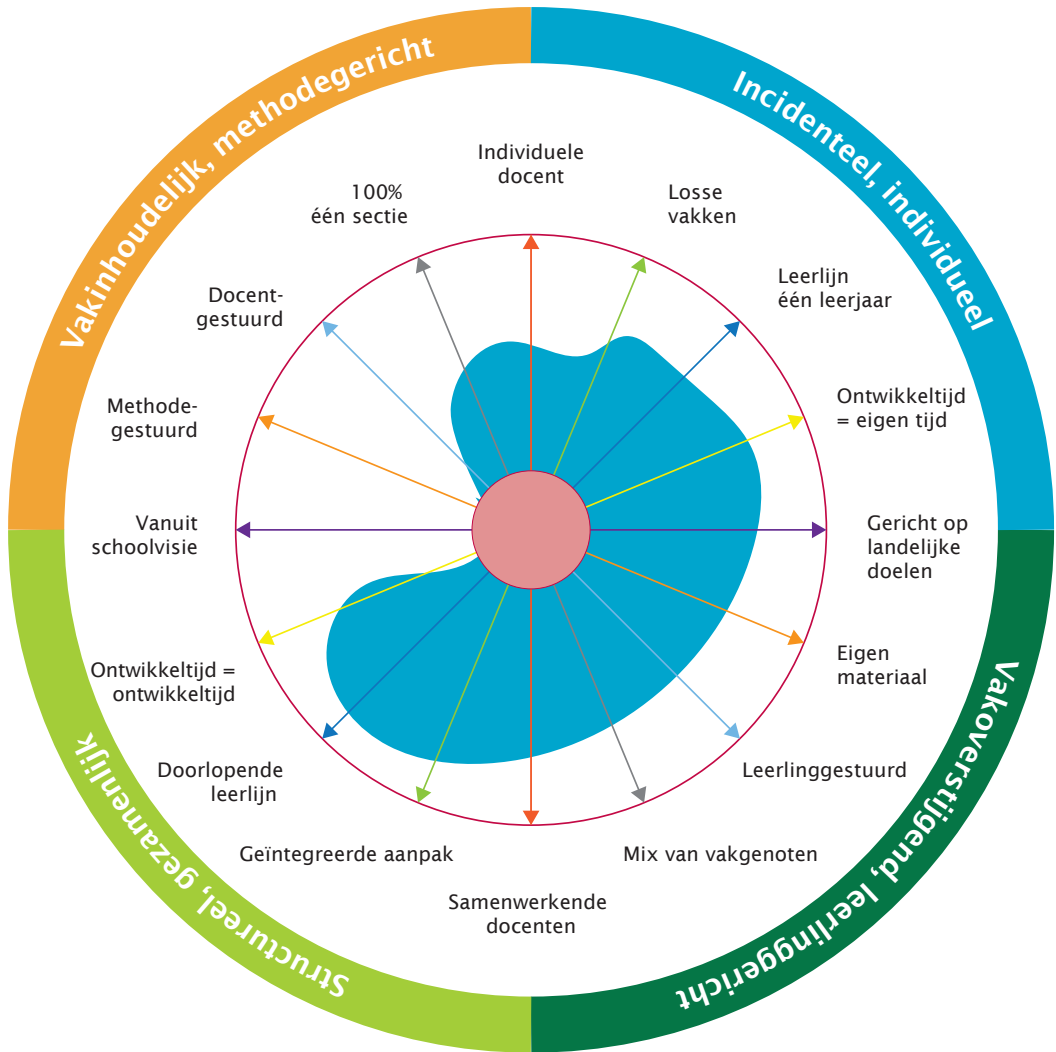 Vakinhoudelijk, methodegericht
Incidenteel, individueel
Individuele
docent
100%
één sectie
Losse
vakken
Docent-
gestuurd
Leerlijn
één leerjaar
Methode-
gestuurd
Ontwikkeltijd
= eigen tijd
Vanuit
schoolvisie
Gericht op
landelijke
doelen
Ontwikkeltijd =
ontwikkeltijd
Eigen
materiaal
Doorlopende
leerlijn
Leerlinggestuurd
Geïntegreerde aanpak
Mix van vakgenoten
Samenwerkende
docenten
Structureel, gezamenlijk
Vakoverstijgend, leerlinggericht